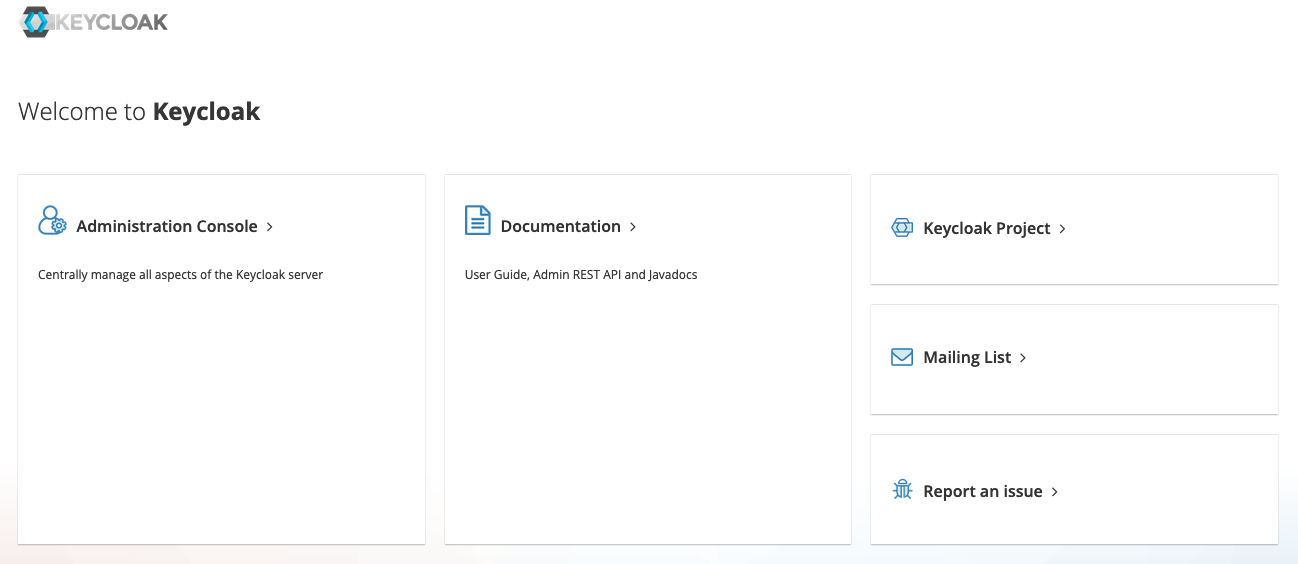 KEYCLOAK
Welcome to Keycloak
Administration Console
Centrally manage all aspects of the Keycloak server
Documentation
User Guide, Admin REST API and Javadocs
Keycloak Project
Mailing List
Report an issue